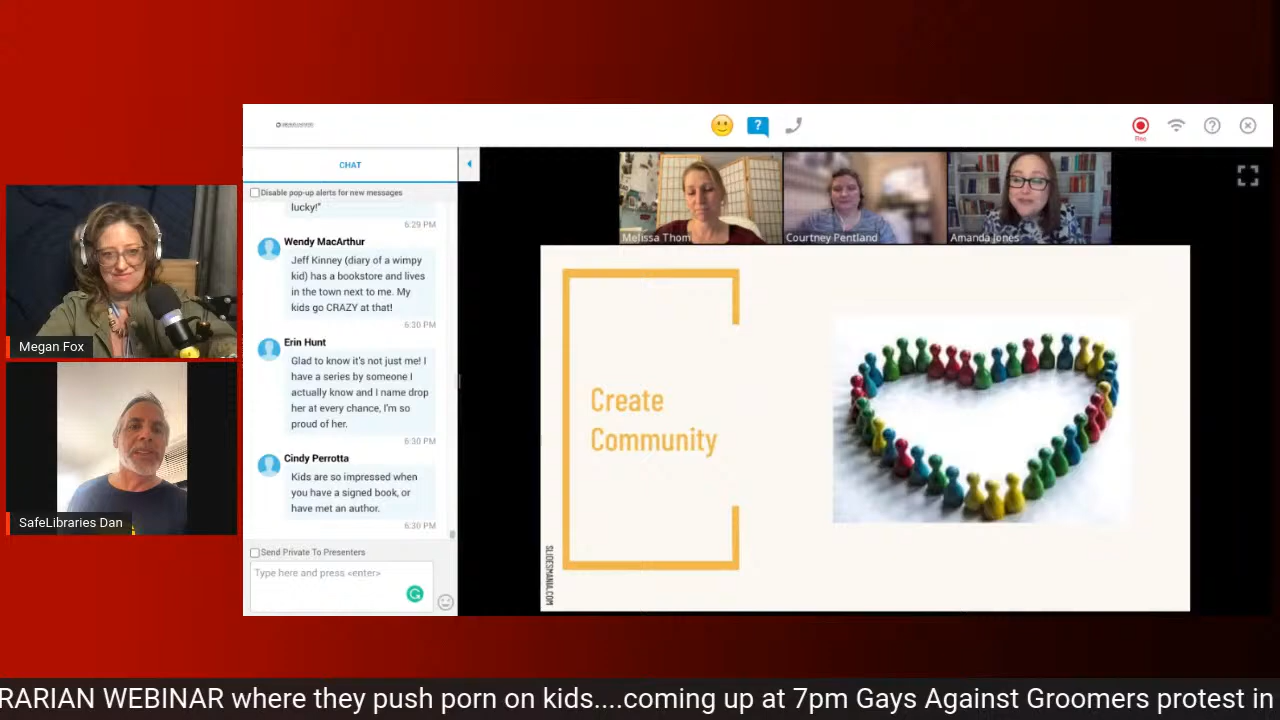 CHAT
Disable pop-up alerts for new messages
lucky!"
6:29 PM
Wendy MacArthur
Jeff Kinney (diary of a wimpy
kid) has a bookstore and lives
in the town next to me. My
kids go CRAZY at that!
6:30 PM
Erin Hunt
Glad to know it's not just me! I
have a series by someone I
actually know and I name drop
her at every chance, I'm so
proud of her.
6:30 PM
Cindy Perrotta
Kids are so impressed when
you have a signed book, or
have met an author.
6:30 PM
Send Private To Presenters
Type here and press <enter>
?
Rec
?
Melissa Thom
Courtney Pentland
Amanda Jones
Create
Community
SLIDESMANIA.COM
Megan Fox
SafeLibraries Dan
RARIAN WEBINAR where they push porn on kids....coming up at 7pm Gays Against Groomers protest in